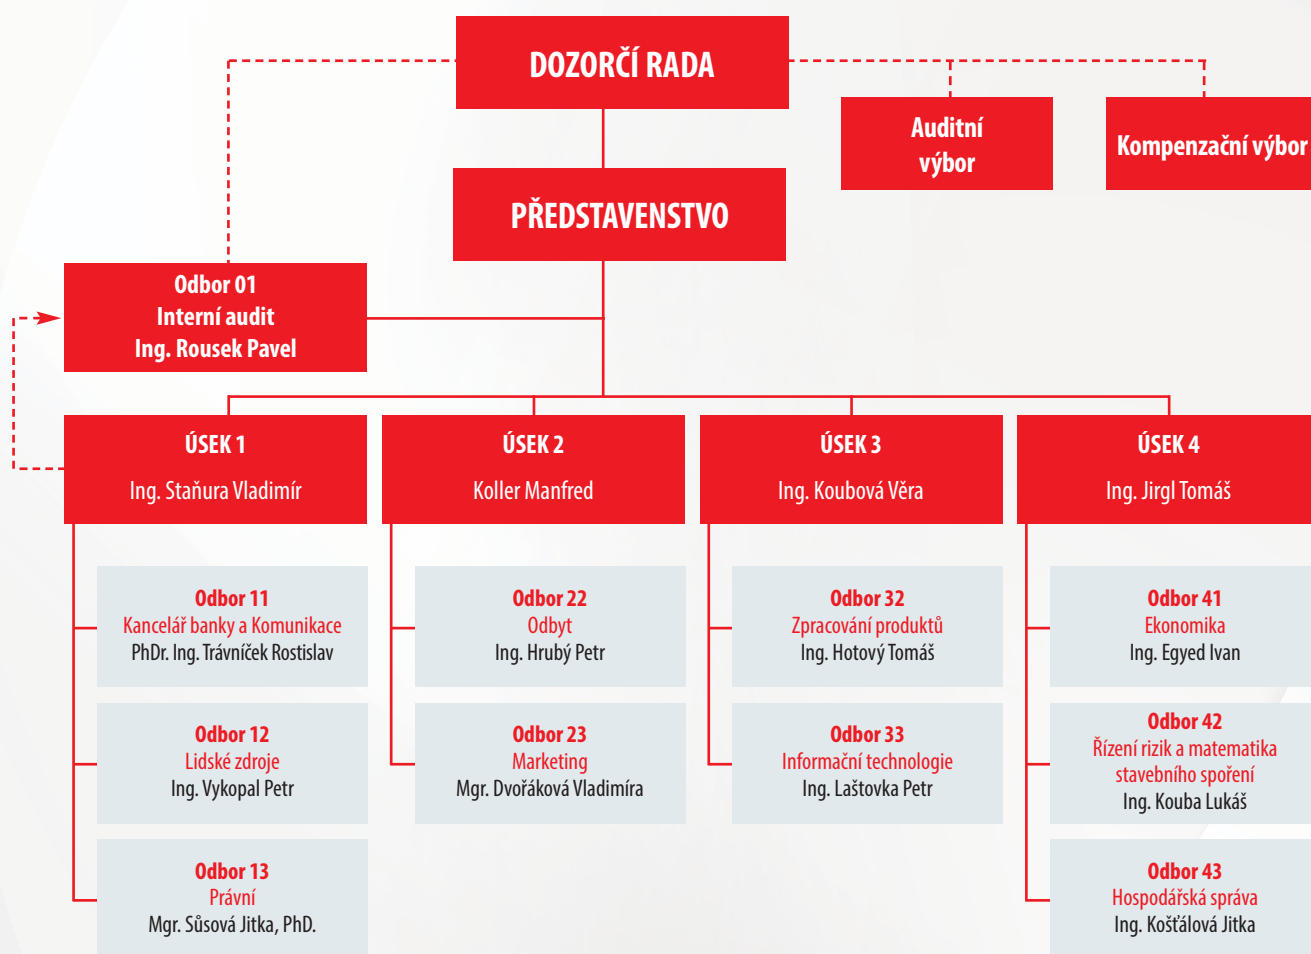 DOZORČÍ RADA
Auditní
výbor
Kompenzační výbor
PŘEDSTAVENSTVO
Odbor 01
Interní audit
Ing. Rousek Pavel
ÚSEK 1
Ing. Staňura Vladimír
ÚSEK 2
Koller Manfred
ÚSEK 3
Ing. Koubová Věra
ÚSEK 4
Ing. Jirgl Tomáš
Odbor 11
Kancelář banky a Komunikace
PhDr. Ing. Trávníček Rostislav
Odbor 12
Lidské zdroje
Ing. Vykopal Petr
Odbor 13
Právní
Mgr. Sůsová Jitka, PhD.
Odbor 22
Odbyt
Ing. Hrubý Petr
Odbor 23
Marketing
Mgr. Dvořáková Vladimíra
Odbor 32
Zpracování produktů
Ing. Hotový Tomáš
Odbor 33
Informační technologie
Ing. Laštovka Petr
Odbor 41
Ekonomika
Ing. Egyed Ivan
Odbor 42
Řízení rizik a matematika
stavebního spoření
Ing. Kouba Lukáš
Odbor 43
Hospodářská správa
Ing. Košťálová Jitka